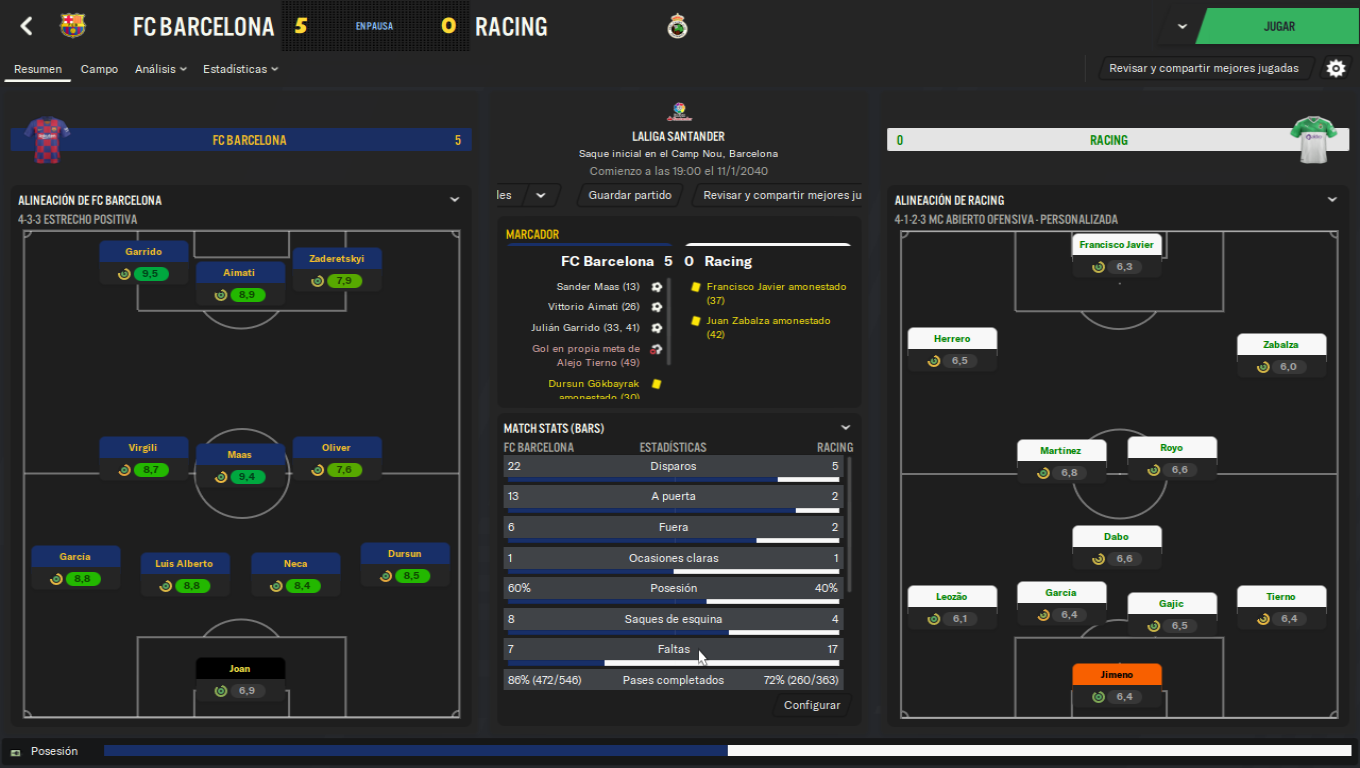 FC BARCELONA
5
EN PAUSA
0
RACING
JUGAR
Resumen
Campo
Análisis
Estadísticas
Revisar y compartir mejores jugadas
FC BARCELONA
5
LALIGA SANTANDER
Saque inicial en el Camp Nou, Barcelona
Comienzo a las 19:00 el 11/1/2040
0
RACING
les
Guardar partido
Revisar y compartir mejores ju
ALINEACIÓN DE FC BARCELONA
4-3-3 ESTRECHO POSITIVA
Garrido
9,5
Aimati
8,9
Zaderetskyi
7,9
Virgili
8,7
Maas
9,4
Oliver
7,6
García
8,8
Luis Alberto
8,8
Neca
8,4
Dursun
8,5
Joan
6,9
MARCADOR
FC Barcelona 5 0 Racing
Sander Maas (13)
Vittorio Aimati (26)
Julián Garrido (33, 41)
Gol en propia meta de
Alejo Tierno (49)
Dursun Gökbayrak
amonestado (30)
Francisco Javier amonestado
(37)
Juan Zabalza amonestado
(42)
MATCH STATS (BARS)
FC BARCELONA ESTADÍSTICAS RACING
22 Disparos 5
13 A puerta 2
6 Fuera 2
1 Ocasiones claras 1
60% Posesión 40%
8 Saques de esquina 4
7 Faltas 17
86% (472/546) Pases completados 72% (260/363)
Configurar
ALINEACIÓN DE RACING
4-1-2-3 MC ABIERTO OFENSIVA - PERSONALIZADA
Francisco Javier
6,3
Herrero
6,5
Zabalza
6,0
Martínez
6,8
Royo
6,6
Dabo
6,6
Leozão
6,1
García
6,4
Gajic
6,5
Tierno
6,4
Jimeno
6,4
Posesión